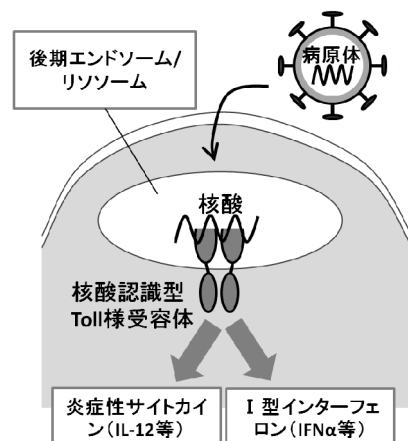 後期エンドソーム/
リソソーム
病原体
核酸
核酸認識型
Toll様受容体
炎症性サイトカイ
ン(IL-12等)
Ⅰ型インターフェ
ロン(IFNα等)